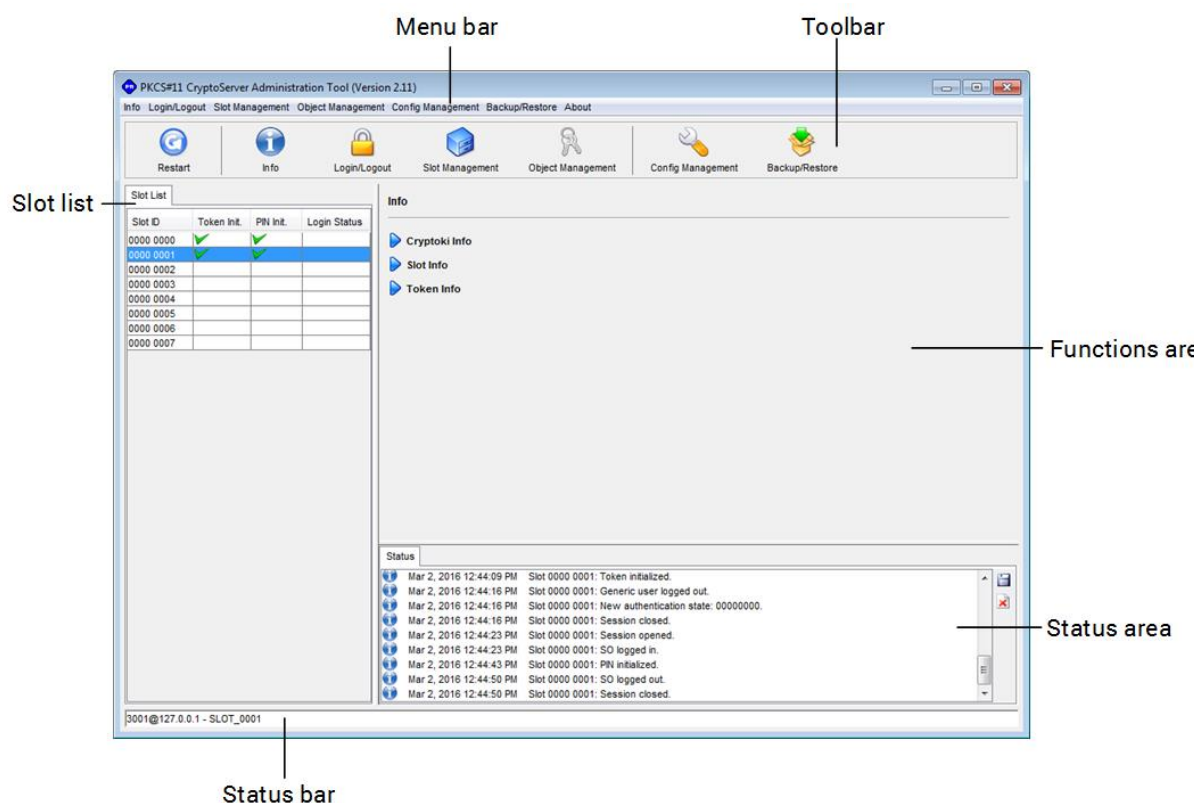 Menu bar
Toolbar
PKCS#11 CryptoServer Administration Tool (Version 2.11)
Info Login/Logout Slot Management Object Management Config Management Backup/Restore About
Restart Info Login/Logout Slot Management Object Management Config Management Backup/Restore
Slot list
Slot List
Slot ID Token Init. PIN Init. Login Status
0000 0000
0000 0001
0000 0002
0000 0003
0000 0004
0000 0005
0000 0006
0000 0007
Info
Cryptoki Info
Slot Info
Token Info
Functions are
Status
Mar 2, 2016 12:44:09 PM Slot 0000 0001: Token initialized.
Mar 2, 2016 12:44:16 PM Slot 0000 0001: Generic user logged out.
Mar 2, 2016 12:44:16 PM Slot 0000 0001: New authentication state: 00000000.
Mar 2, 2016 12:44:16 PM Slot 0000 0001: Session closed.
Mar 2, 2016 12:44:23 PM Slot 0000 0001: Session opened.
Mar 2, 2016 12:44:23 PM Slot 0000 0001: SO logged in.
Mar 2, 2016 12:44:43 PM Slot 0000 0001: PIN initialized.
Mar 2, 2016 12:44:50 PM Slot 0000 0001: SO logged out.
Mar 2, 2016 12:44:50 PM Slot 0000 0001: Session closed.
Status area
3001@127.0.0.1 - SLOT_0001
Status bar